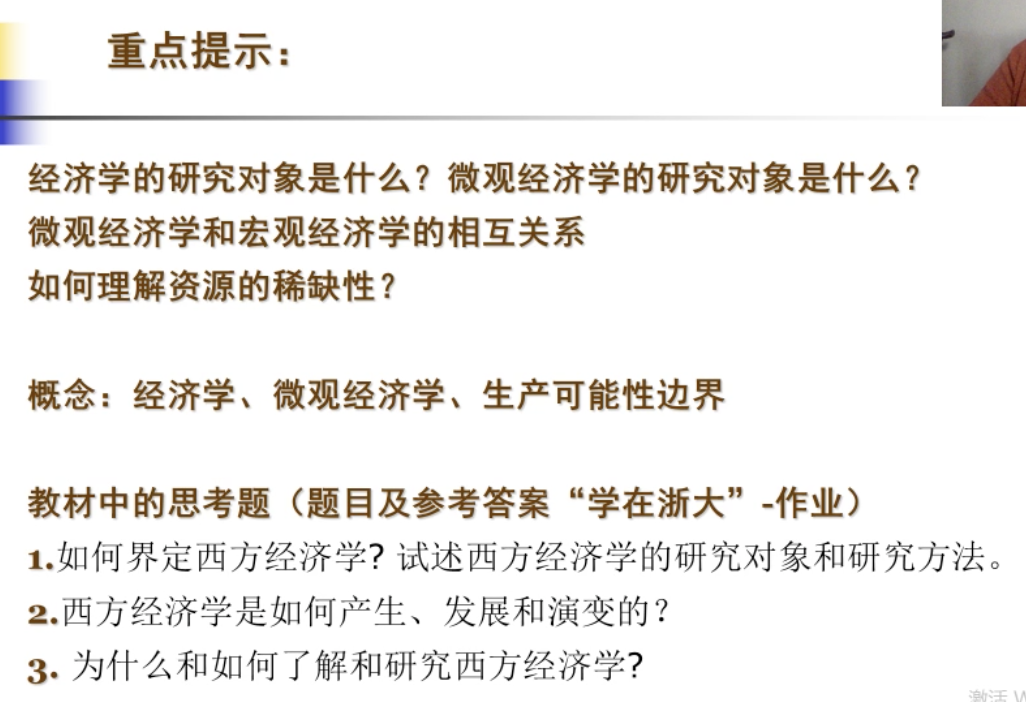 重点提示：
经济学的研究对象是什么？微观经济学的研究对象是什么？
微观经济学和宏观经济学的相互关系
如何理解资源的稀缺性？
概念：经济学、微观经济学、生产可能性边界
教材中的思考题（题目及参考答案“学在浙大”-作业）
1.如何界定西方经济学? 试述西方经济学的研究对象和研究方法。
2.西方经济学是如何产生、发展和演变的?
3. 为什么和如何了解和研究西方经济学?
激活 W